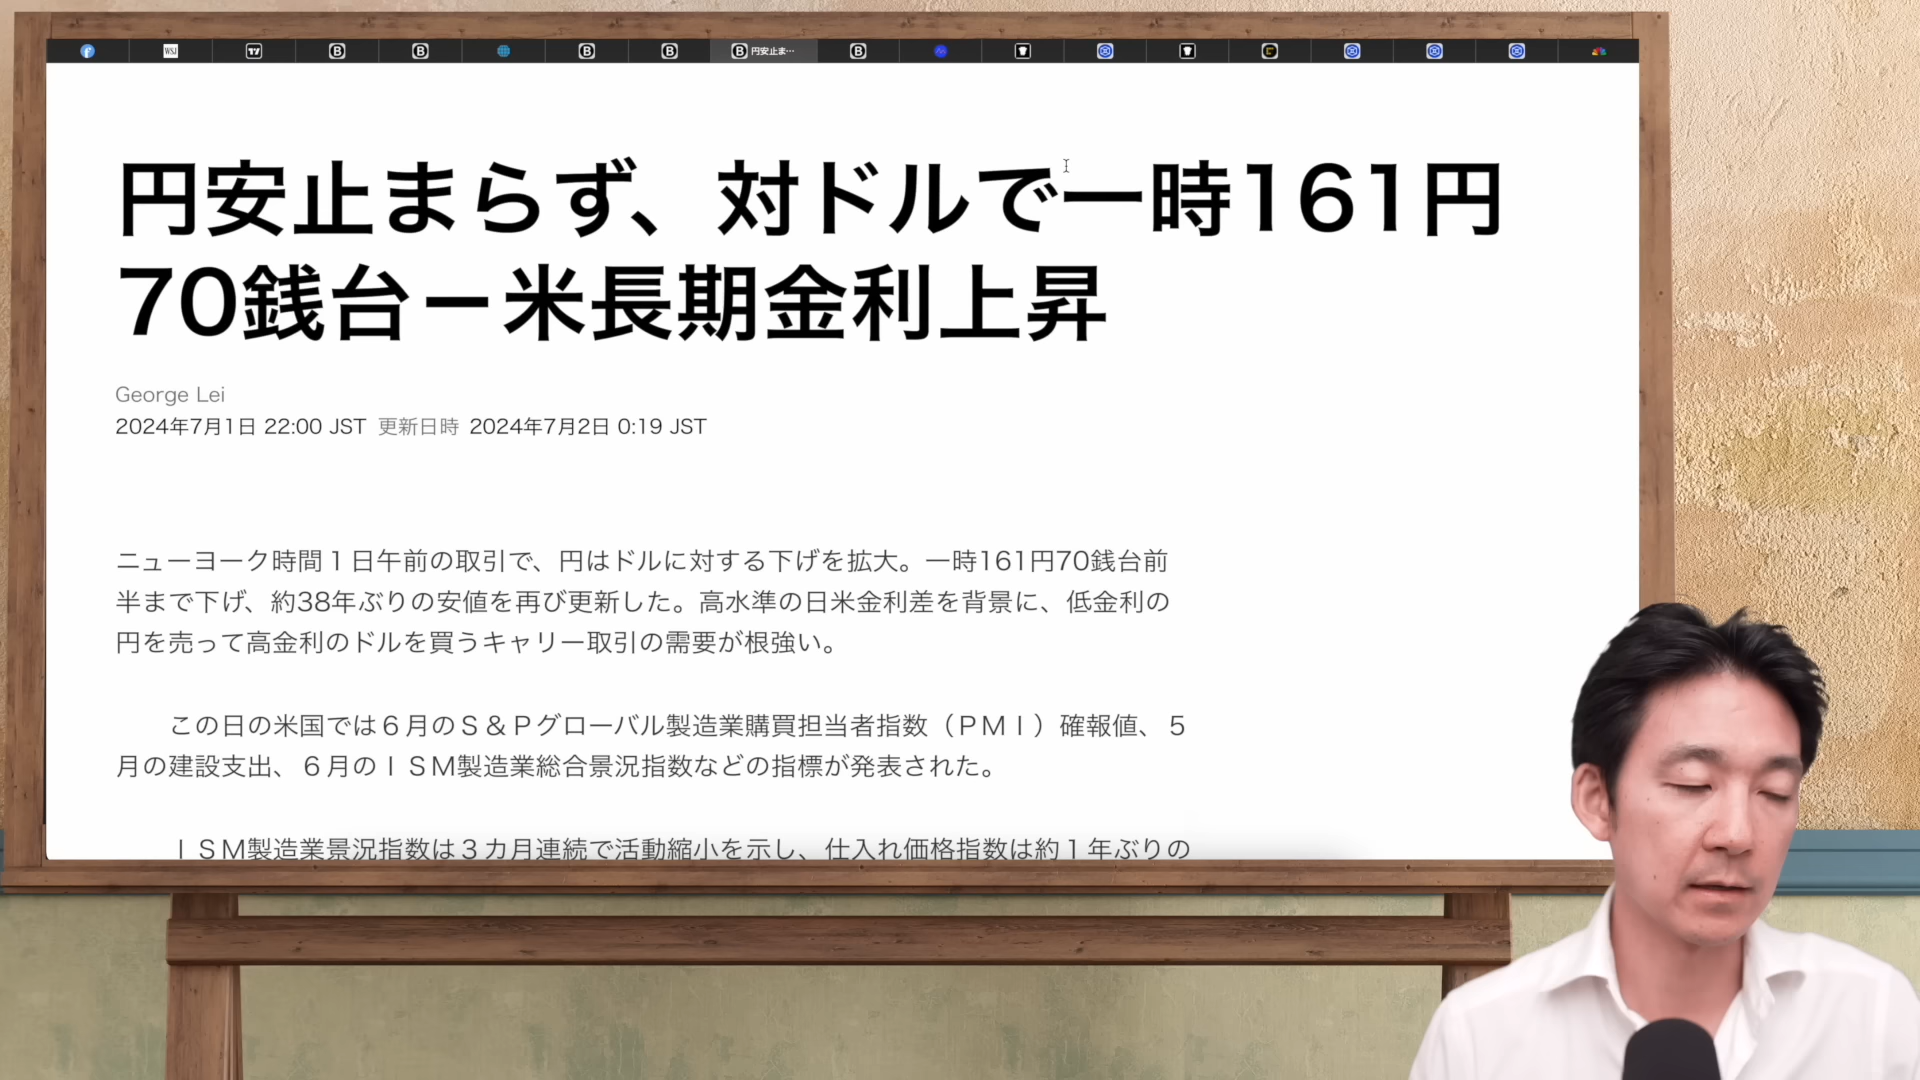 WSJ
円安止ま…
円安止まらず、対ドルで一時161円
70銭台－米長期金利上昇
George Lei
2024年7月1日 22:00 JST 更新日時 2024年7月2日 0:19 JST
ニューヨーク時間１日午前の取引で、円はドルに対する下げを拡大。一時161円70銭台前
半まで下げ、約38年ぶりの安値を再び更新した。高水準の日米金利差を背景に、低金利の
円を売って高金利のドルを買うキャリー取引の需要が根強い。
この日の米国では６月のＳ＆Ｐグローバル製造業購買担当者指数（ＰＭＩ）確報値、５
月の建設支出、６月のＩＳＭ製造業総合景況指数などの指標が発表された。
ＩＳＭ製造業景況指数は３カ月連続で活動縮小を示し、仕入れ価格指数は約１年ぶりの